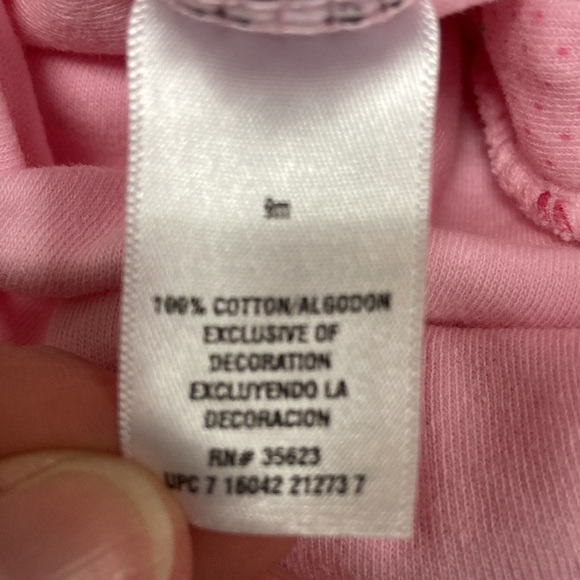 9m
100% COTTON/ALGODON
EXCLUSIVE OF
DECORATION
EXCLUYENDO LA
DECORACION
RN# 35623
UPC 7 16042 21273 7